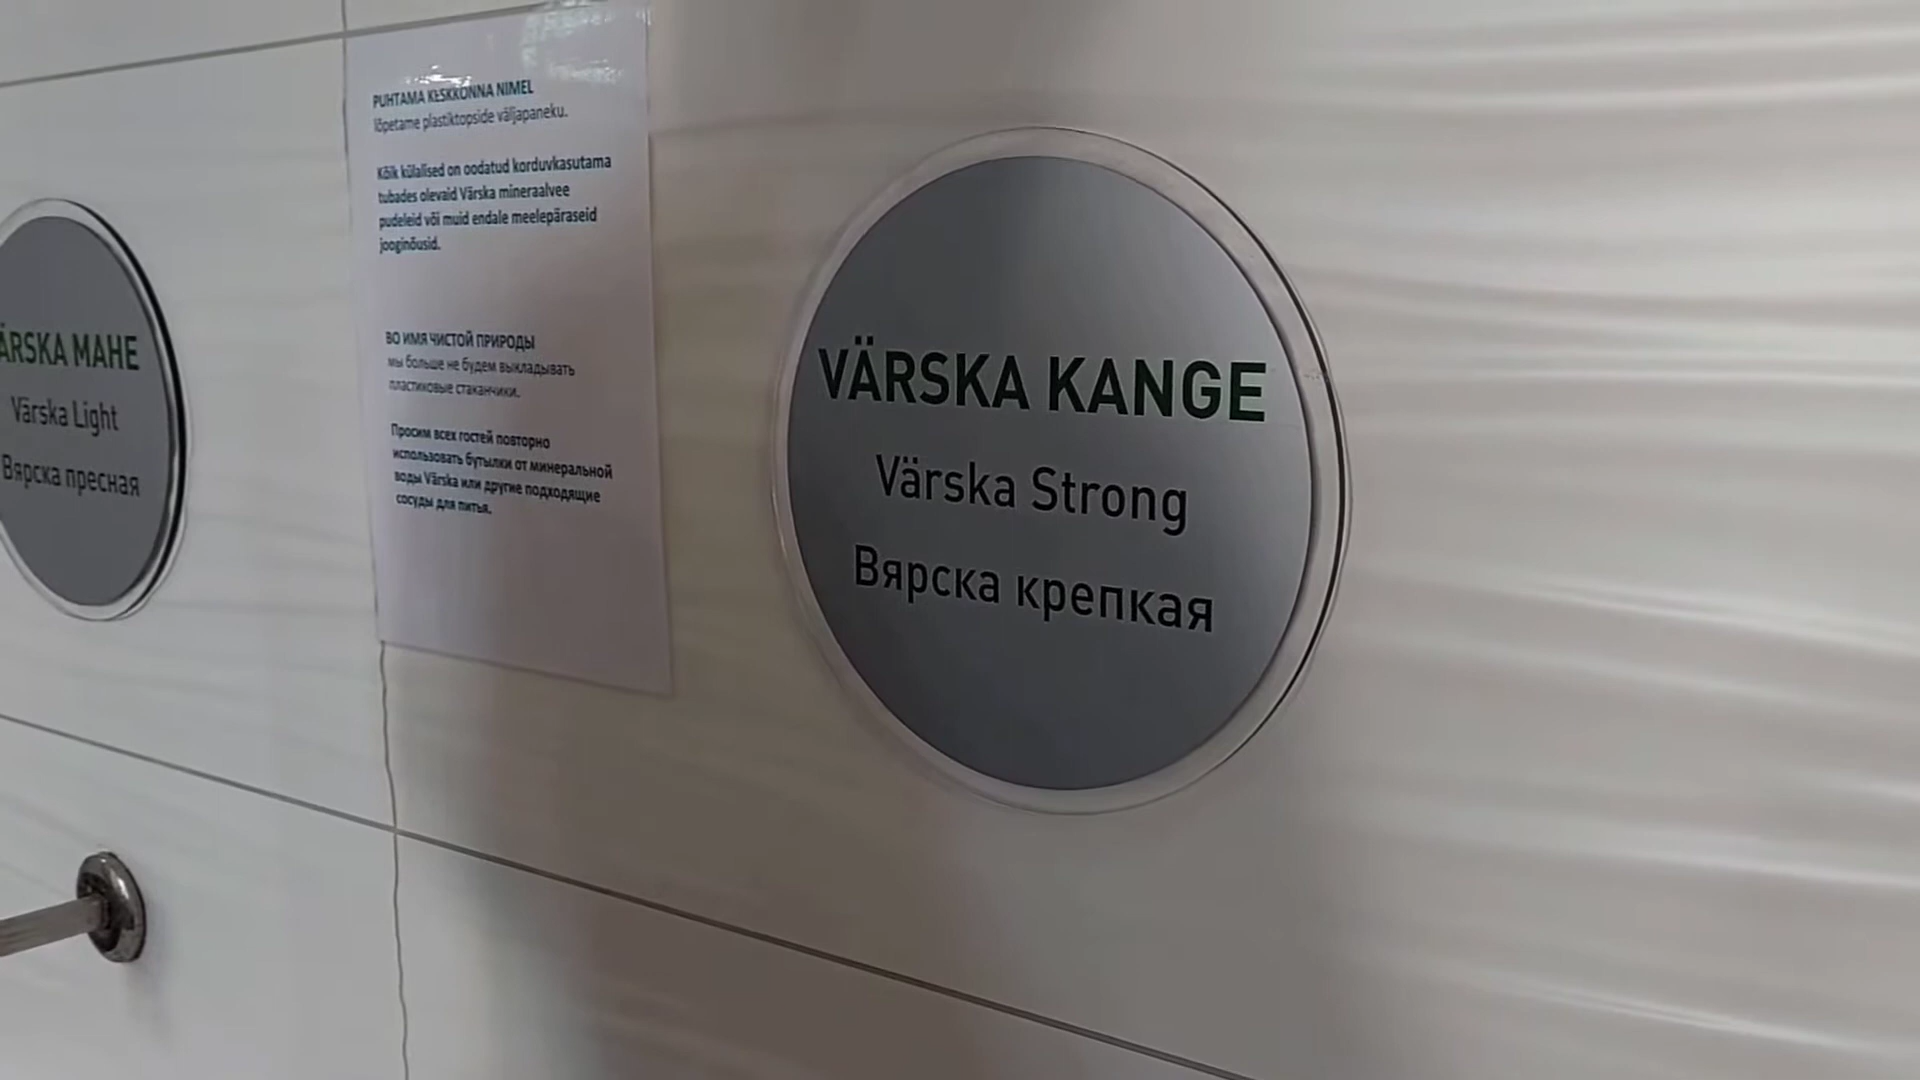 ÄRSKA MAHE
Värska Light
Вярска пресная
PUHTAMA KESKKONNA NIMEL
lõpetame plastiktopside väljapaneku.
Kõik külalised on oodatud korduvkasutama
tubades olevaid Värska mineraalvee
pudeleid või muid endale meelepäraseid
jooginõusid.
ВО ИМЯ ЧИСТОЙ ПРИРОДЫ
мы больше не будем выкладывать
пластиковые стаканчики.
Просим всех гостей повторно
использовать бутылки от минеральной
воды Värska или другие подходящие
сосуды для питья.
VÄRSKA KANGE
Värska Strong
Вярска крепкая